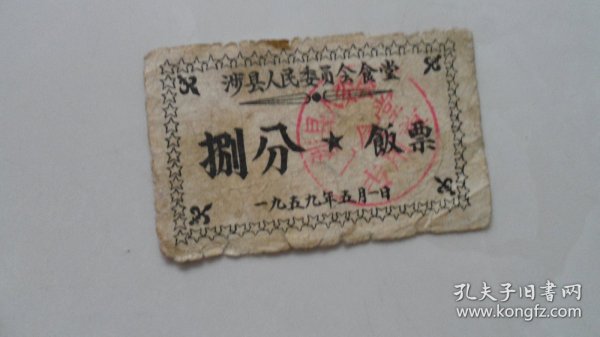 涉县人民委员会食堂
捌分★飯票
一九五九年五月一日
孔夫子旧书网
www.kongfz.com